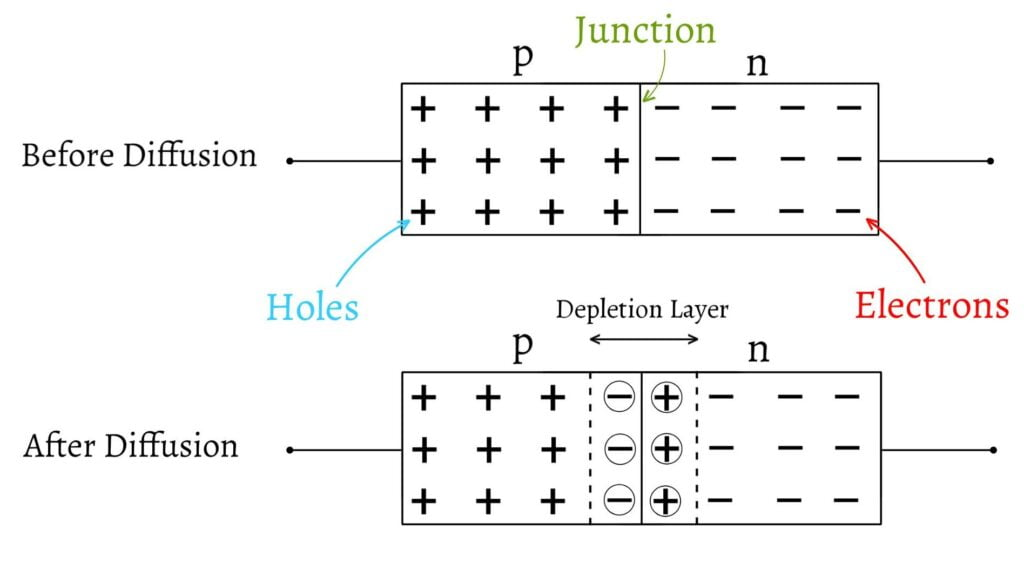 Junction
p
n
Before Diffusion
+ + + + − − − −
+ + + + − − − −
+ + + + − − − −
Holes
Electrons
Depletion Layer
p
n
After Diffusion
+ + + ⊖ ⊕ − − −
+ + + ⊖ ⊕ − − −
+ + + ⊖ ⊕ − − −